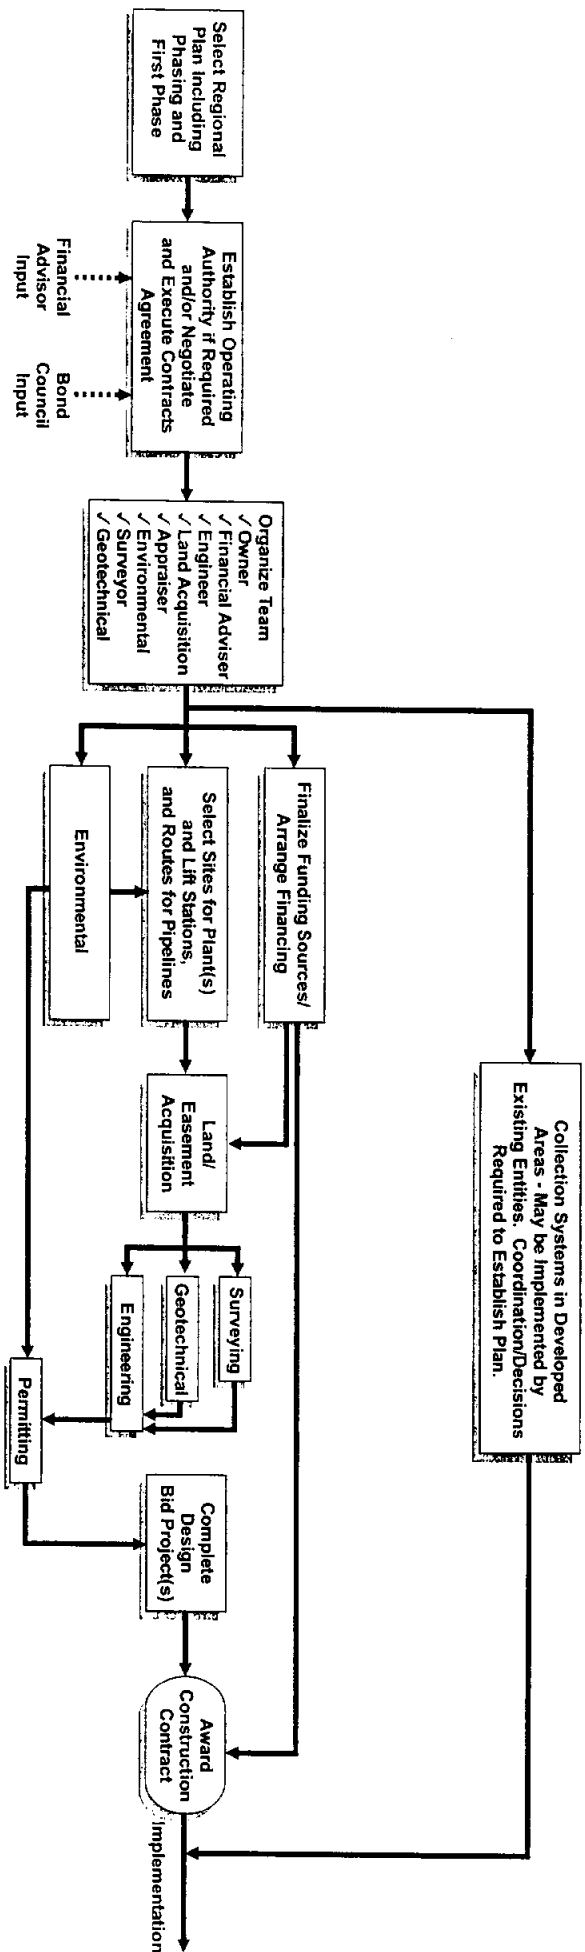 Select Regional
Plan Including
Phasing and
First Phase
Establish Operating
Authority if Required
and/or Negotiate
and Execute Contracts
Agreement
Financial
Advisor
Input
Bond
Council
Input
Organize Team
✓ Owner
✓ Financial Adviser
✓ Engineer
✓ Land Acquisition
✓ Appraiser
✓ Environmental
✓ Surveyor
✓ Geotechnical
Collection Systems in Developed
Areas - May be Implemented by
Existing Entities. Coordination/Decisions
Required to Establish Plan.
Finalize Funding Sources/
Arrange Financing
Select Sites for Plant(s)
and Lift Stations,
and Routes for Pipelines
Environmental
Land/
Easement
Acquisition
Surveying
Geotechnical
Engineering
Permitting
Complete
Design
Bid Project(s)
Award
Construction
Contract
Implementation